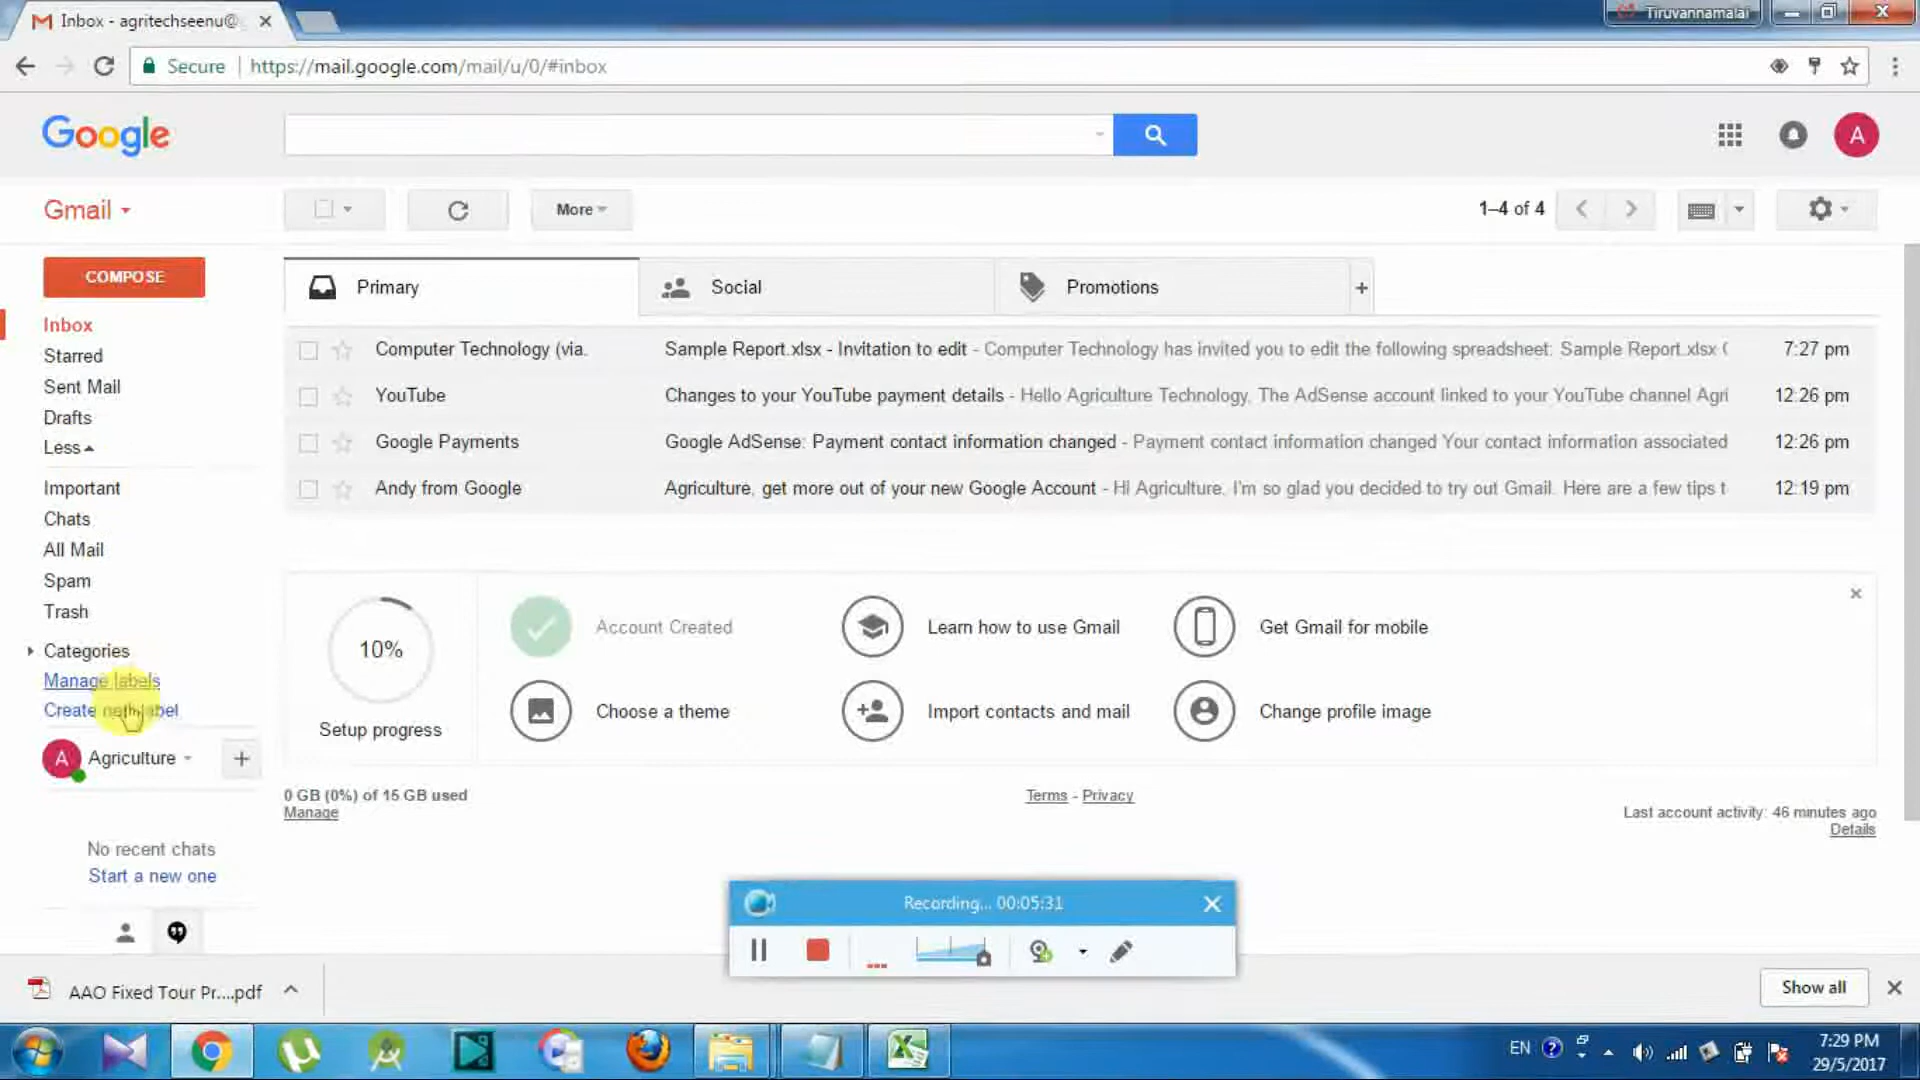 Inbox - agritechseenu@
Tiruvannamalai
Secure https://mail.google.com/mail/u/0/#inbox
Google
A
Gmail
More
1–4 of 4
COMPOSE
Primary
Social
Promotions
+
Inbox
Starred
Sent Mail
Drafts
Less
Important
Chats
All Mail
Spam
Trash
Categories
Manage labels
Create new label
A Agriculture
+
No recent chats
Start a new one
Computer Technology (via. Sample Report.xlsx - Invitation to edit - Computer Technology has invited you to edit the following spreadsheet: Sample Report.xlsx 7:27 pm
YouTube Changes to your YouTube payment details - Hello Agriculture Technology, The AdSense account linked to your YouTube channel Agri 12:26 pm
Google Payments Google AdSense: Payment contact information changed - Payment contact information changed Your contact information associated 12:26 pm
Andy from Google Agriculture, get more out of your new Google Account - Hi Agriculture, I'm so glad you decided to try out Gmail. Here are a few tips t 12:19 pm
10%
Setup progress
Account Created
Learn how to use Gmail
Get Gmail for mobile
Choose a theme
Import contacts and mail
Change profile image
0 GB (0%) of 15 GB used
Manage
Terms - Privacy
Last account activity: 46 minutes ago
Details
Recording... 00:05:31
AAO Fixed Tour Pr....pdf
Show all
EN
7:29 PM
29/5/2017